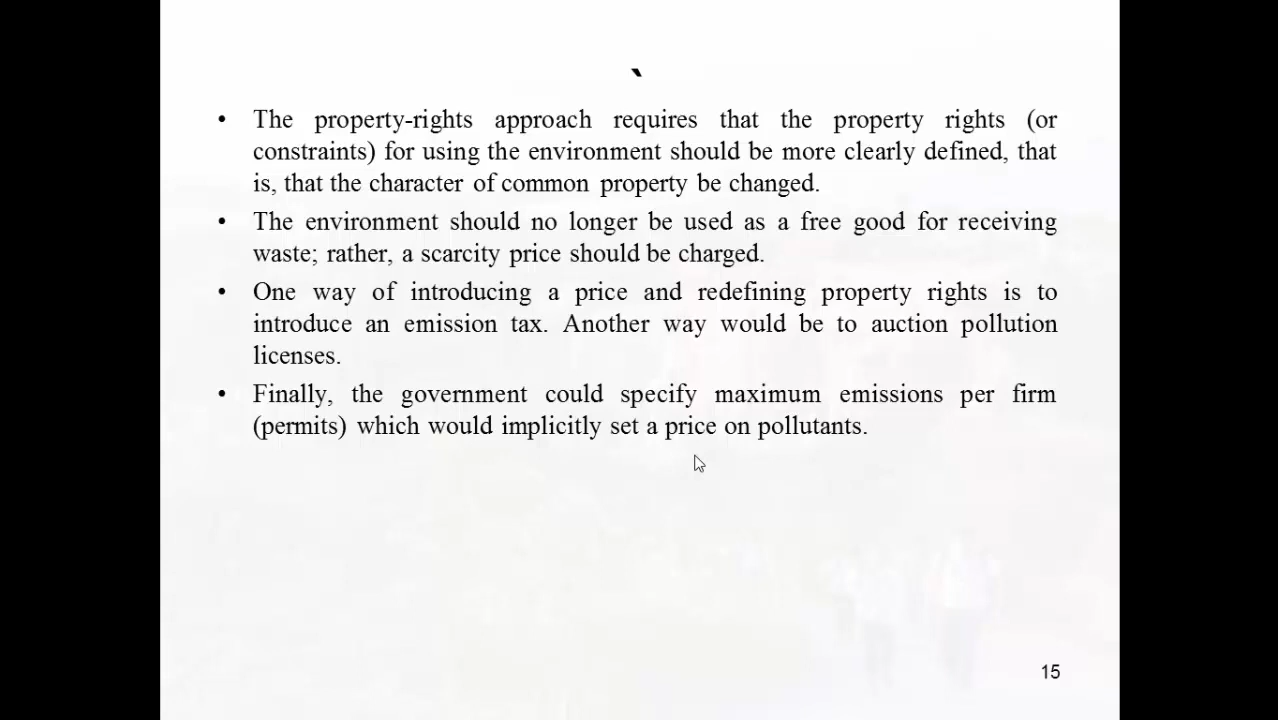 `
• The property-rights approach requires that the property rights (or
constraints) for using the environment should be more clearly defined, that
is, that the character of common property be changed.
• The environment should no longer be used as a free good for receiving
waste; rather, a scarcity price should be charged.
• One way of introducing a price and redefining property rights is to
introduce an emission tax. Another way would be to auction pollution
licenses.
• Finally, the government could specify maximum emissions per firm
(permits) which would implicitly set a price on pollutants.
15